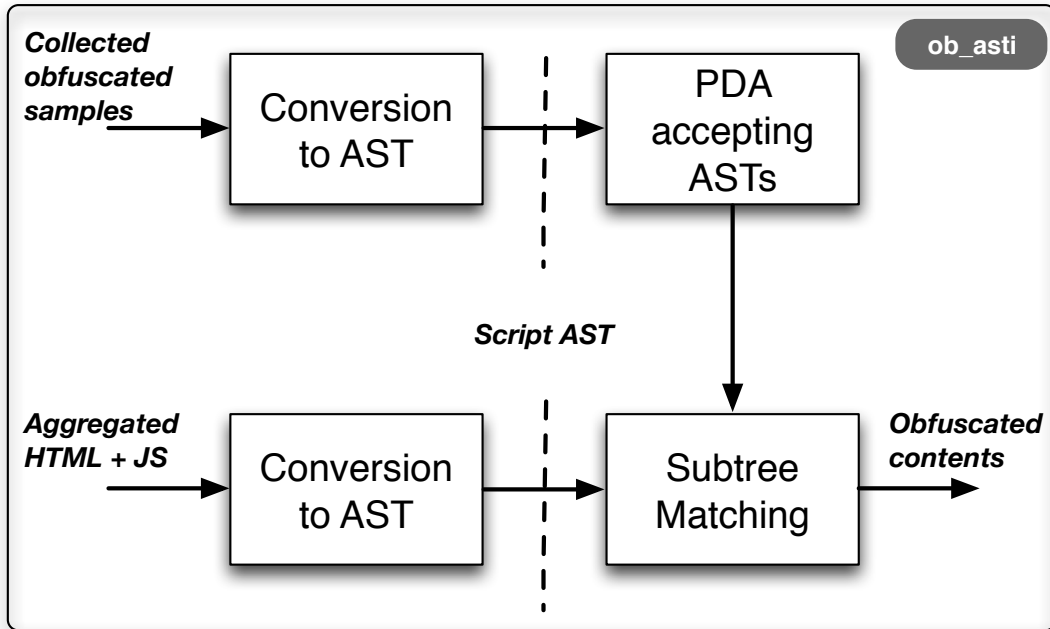 Collected
obfuscated
samples
Conversion
to AST
PDA
accepting
ASTs
ob_asti
Script AST
Aggregated
HTML + JS
Conversion
to AST
Subtree
Matching
Obfuscated
contents